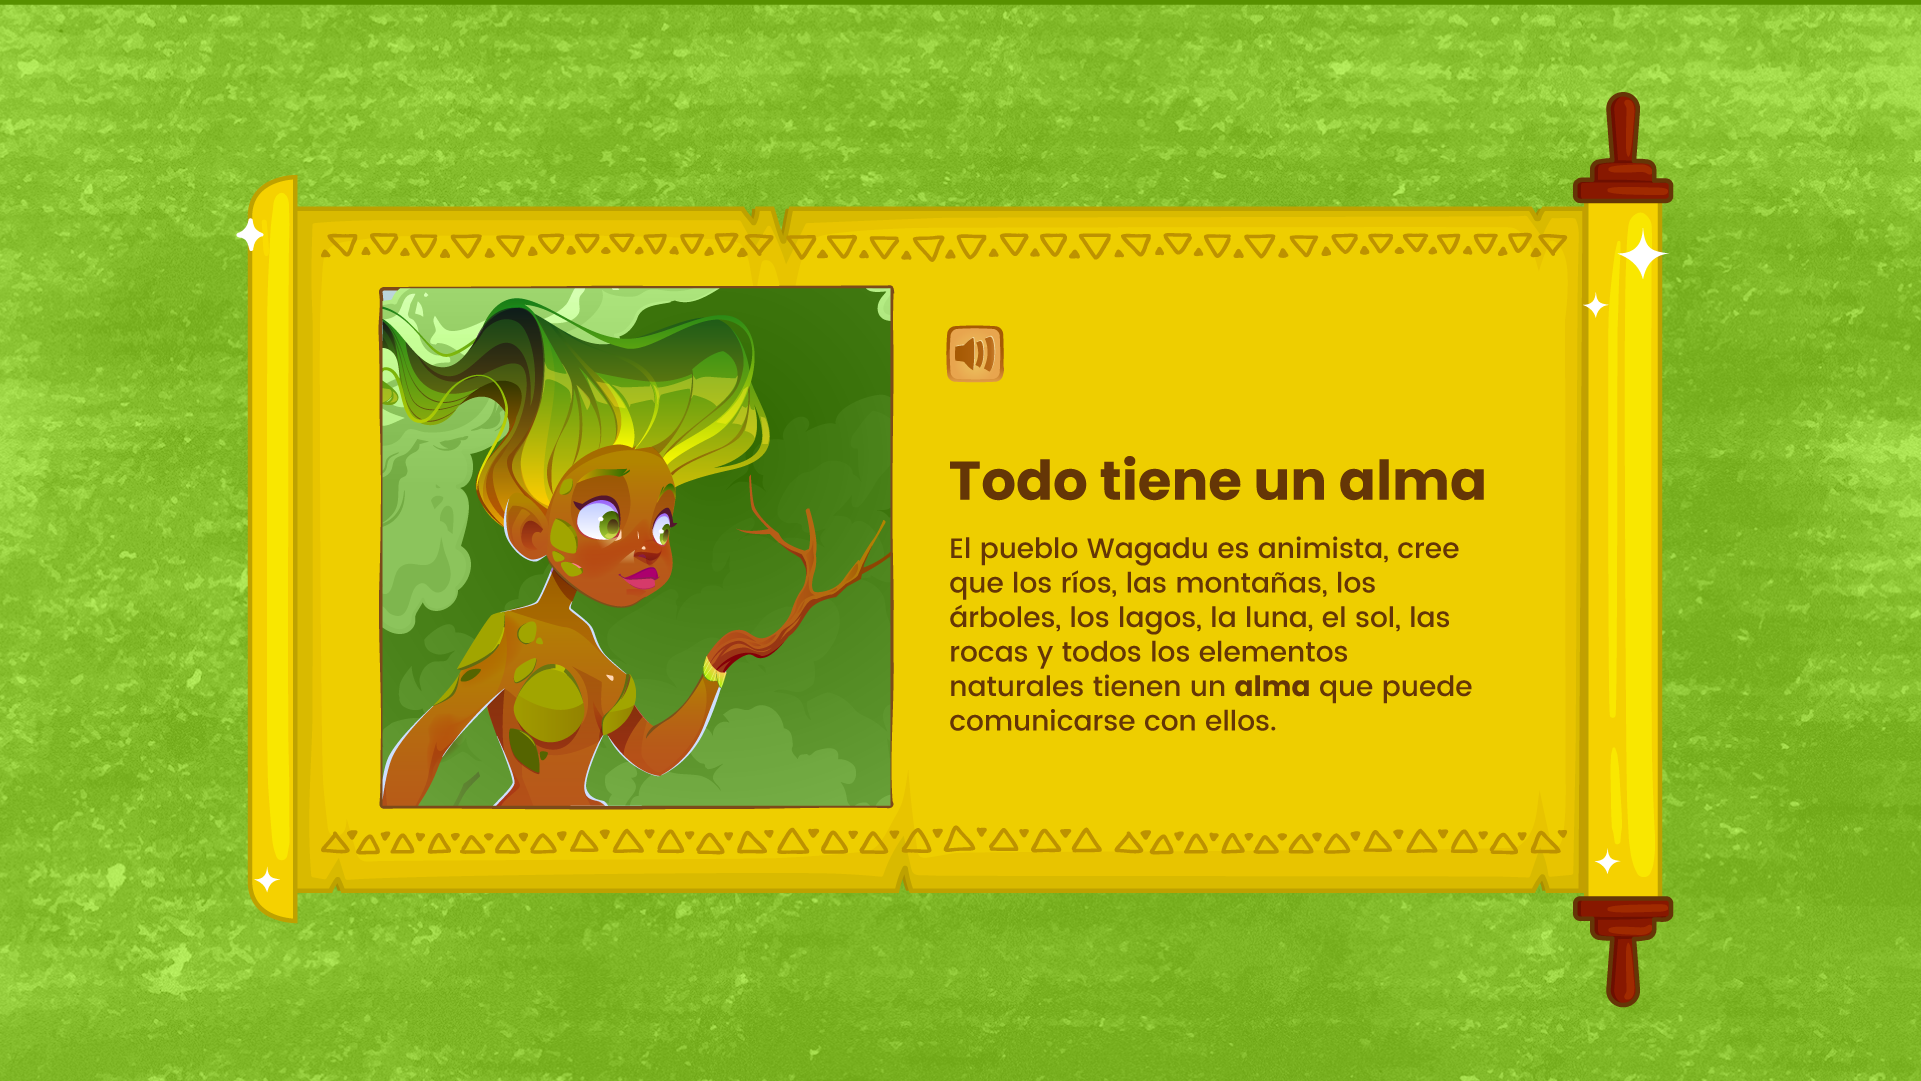 Todo tiene un alma
El pueblo Wagadu es animista, cree
que los ríos, las montañas, los
árboles, los lagos, la luna, el sol, las
rocas y todos los elementos
naturales tienen un alma que puede
comunicarse con ellos.